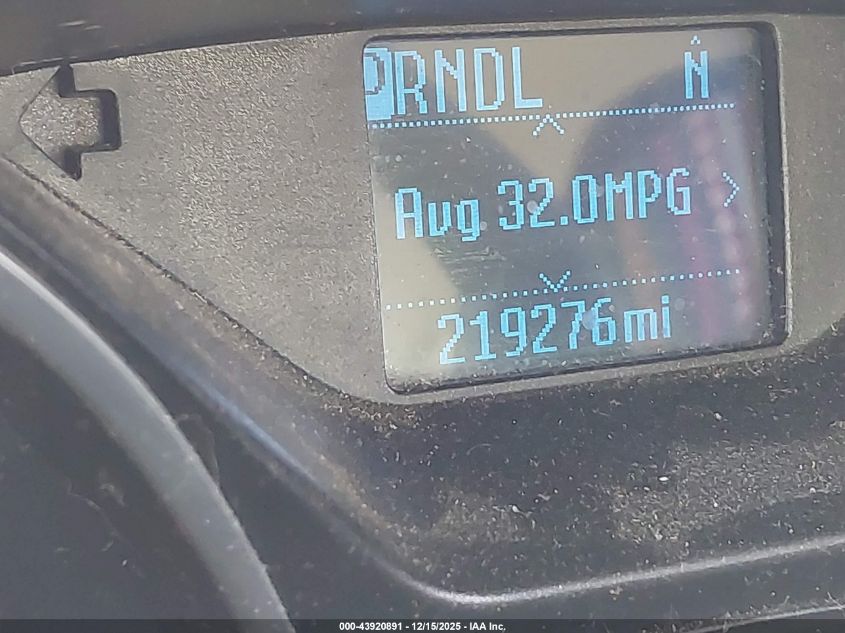 PRNDL N
Avg 32.0MPG >
219276mi
000-43920891 - 12/15/2025 - IAA Inc.